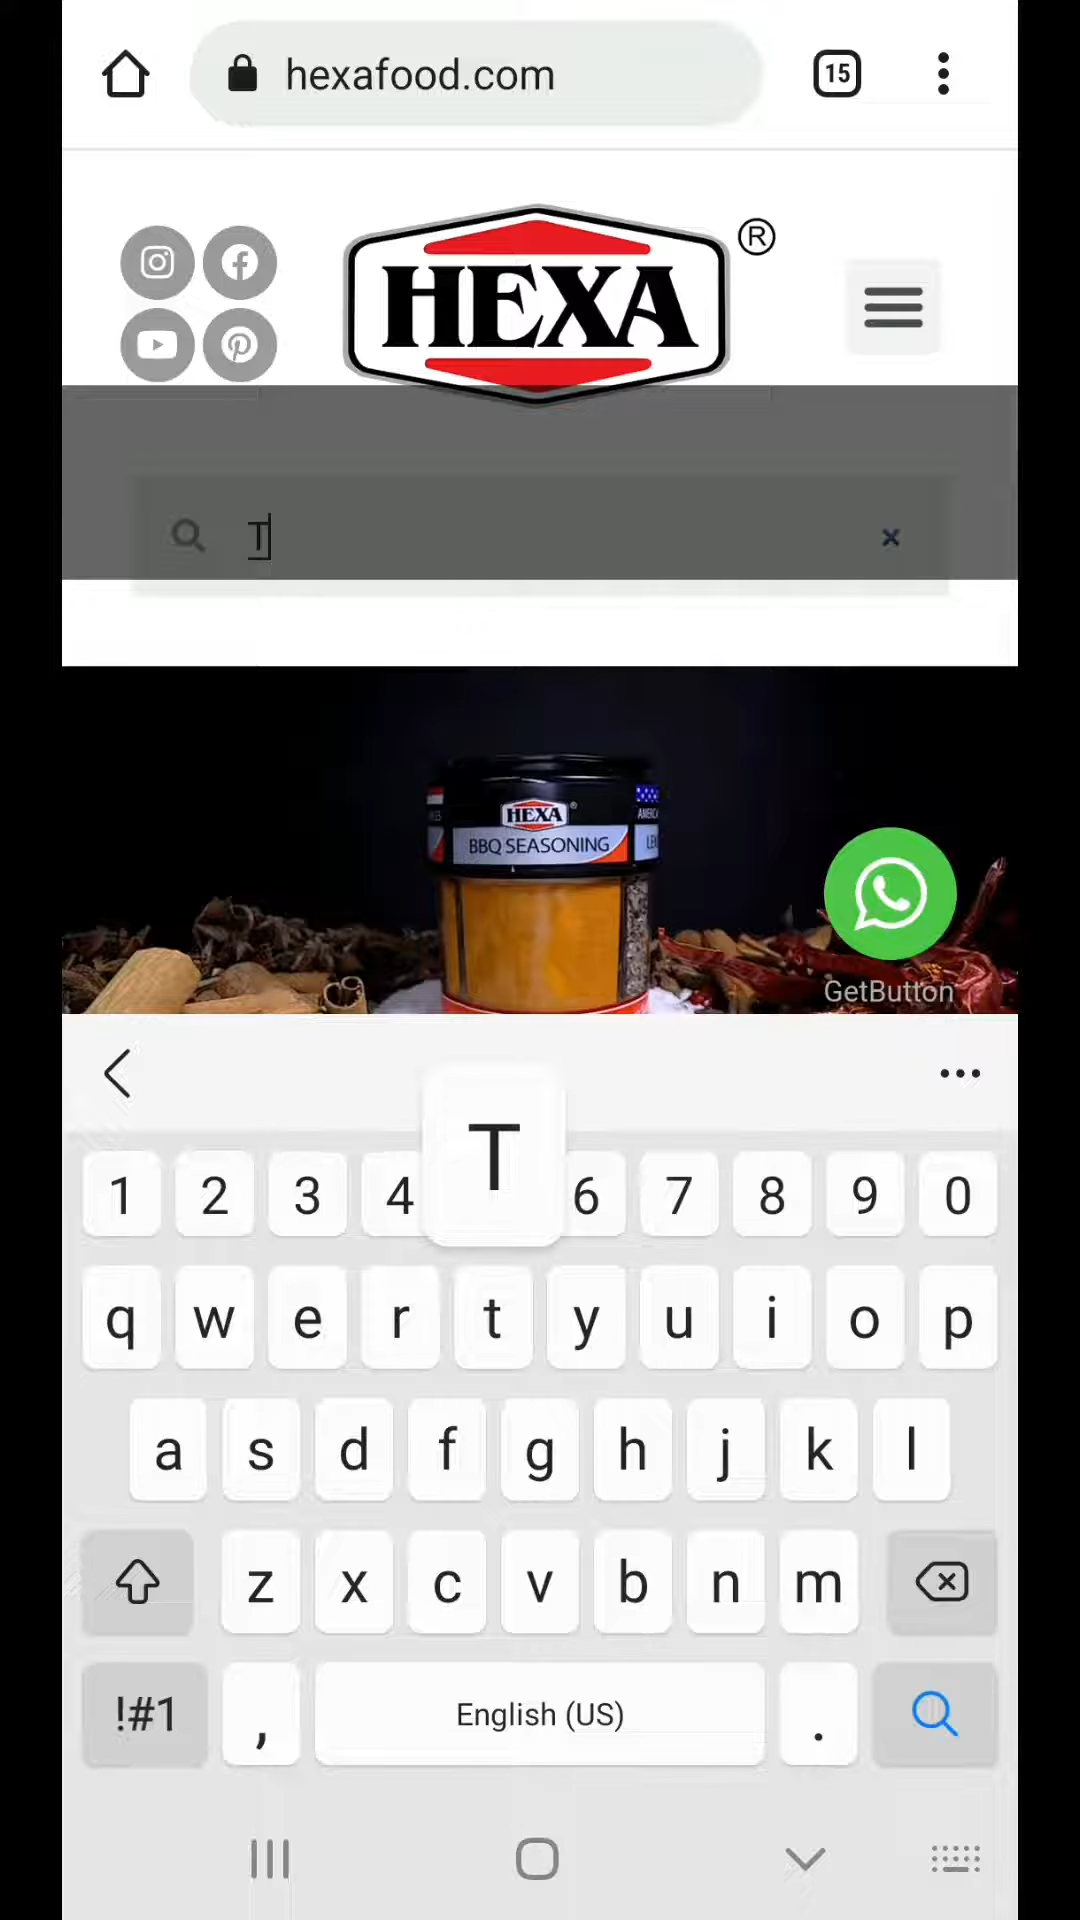 hexafood.com
15
HEXA
®
T
HEXA®
BBQ SEASONING
GetButton
T
1 2 3 4 6 7 8 9 0
q w e r t y u i o p
a s d f g h j k l
z x c v b n m
!#1 , English (US) .